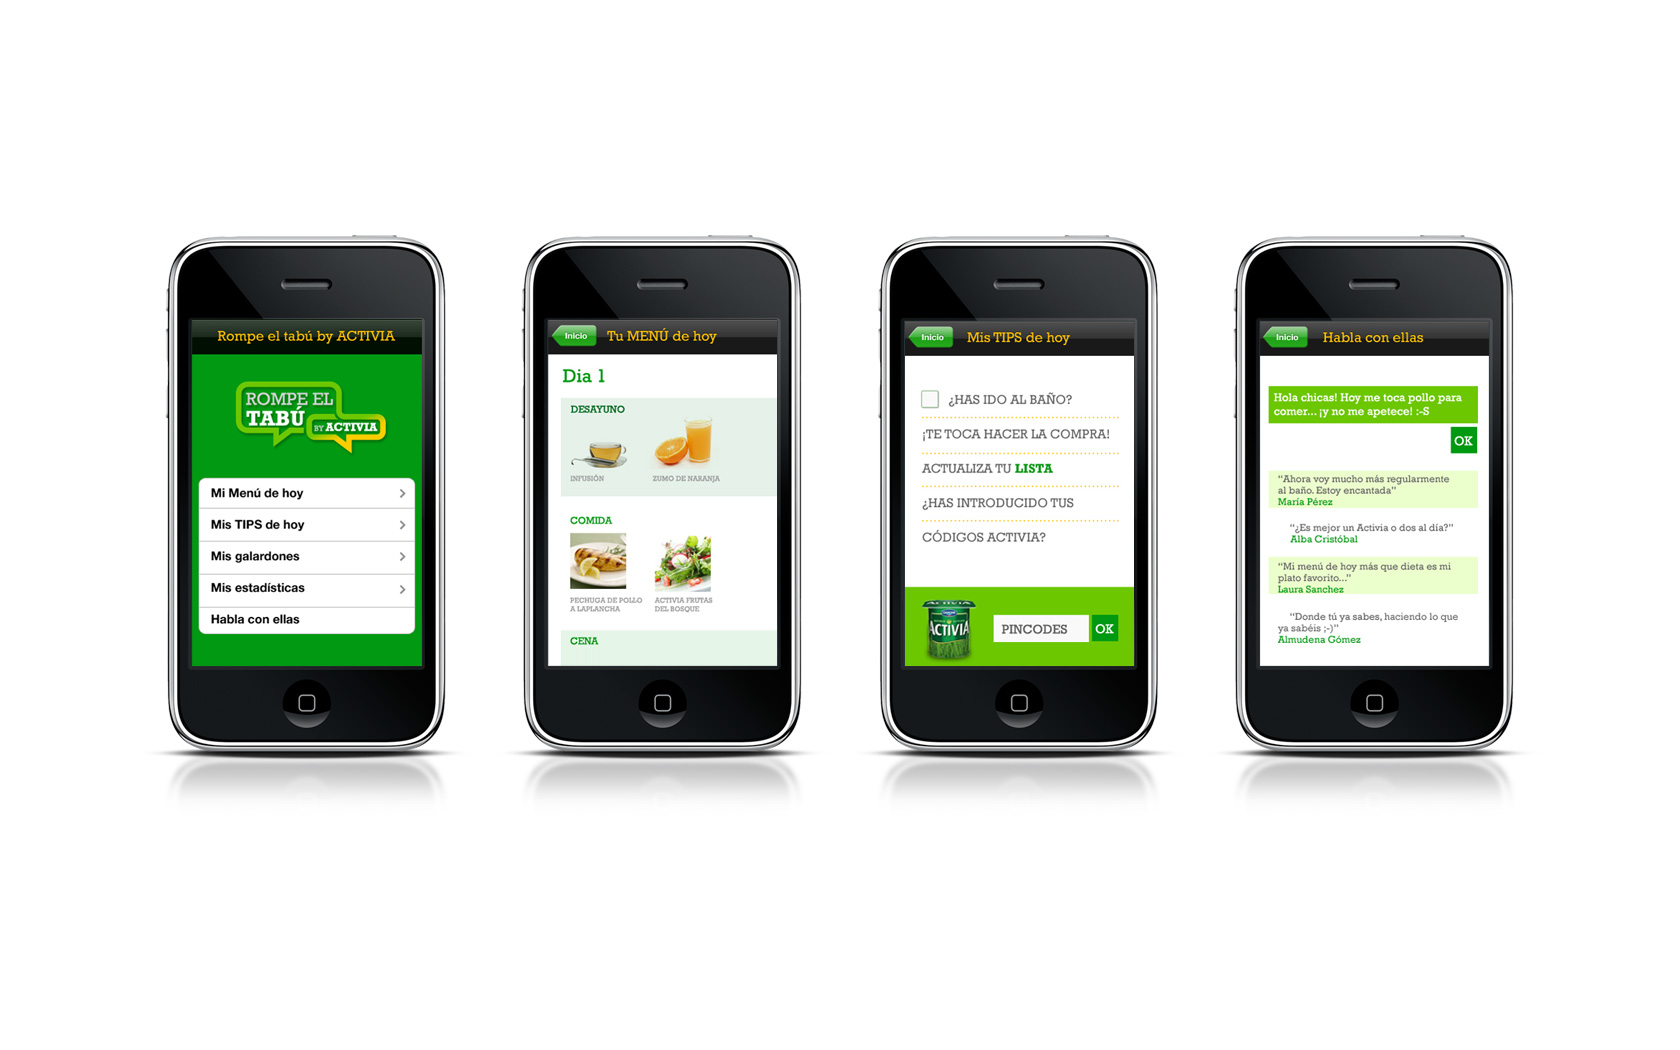 Rompe el tabú by ACTIVIA
ROMPE EL
TABÚ
BY ACTIVIA
Mi Menú de hoy
Mis TIPS de hoy
Mis galardones
Mis estadísticas
Habla con ellas
Inicio
Tu MENÚ de hoy
Dia 1
DESAYUNO
INFUSIÓN
ZUMO DE NARANJA
COMIDA
PECHUGA DE POLLO
A LAPLANCHA
ACTIVIA FRUTAS
DEL BOSQUE
CENA
Inicio
Mis TIPS de hoy
¿HAS IDO AL BAÑO?
¡TE TOCA HACER LA COMPRA!
ACTUALIZA TU LISTA
¿HAS INTRODUCIDO TUS
CÓDIGOS ACTIVIA?
ACTIVIA
ACTIVIA
PINCODES
OK
Inicio
Habla con ellas
Hola chicas! Hoy me toca pollo para
comer... ¡y no me apetece! :-S
OK
“Ahora voy mucho más regularmente
al baño. Estoy encantada”
María Pérez
“¿Es mejor un Activia o dos al día?”
Alba Cristóbal
“Mi menú de hoy más que dieta es mi
plato favorito...”
Laura Sanchez
“Donde tú ya sabes, haciendo lo que
ya sabéis ;-)”
Almudena Gómez